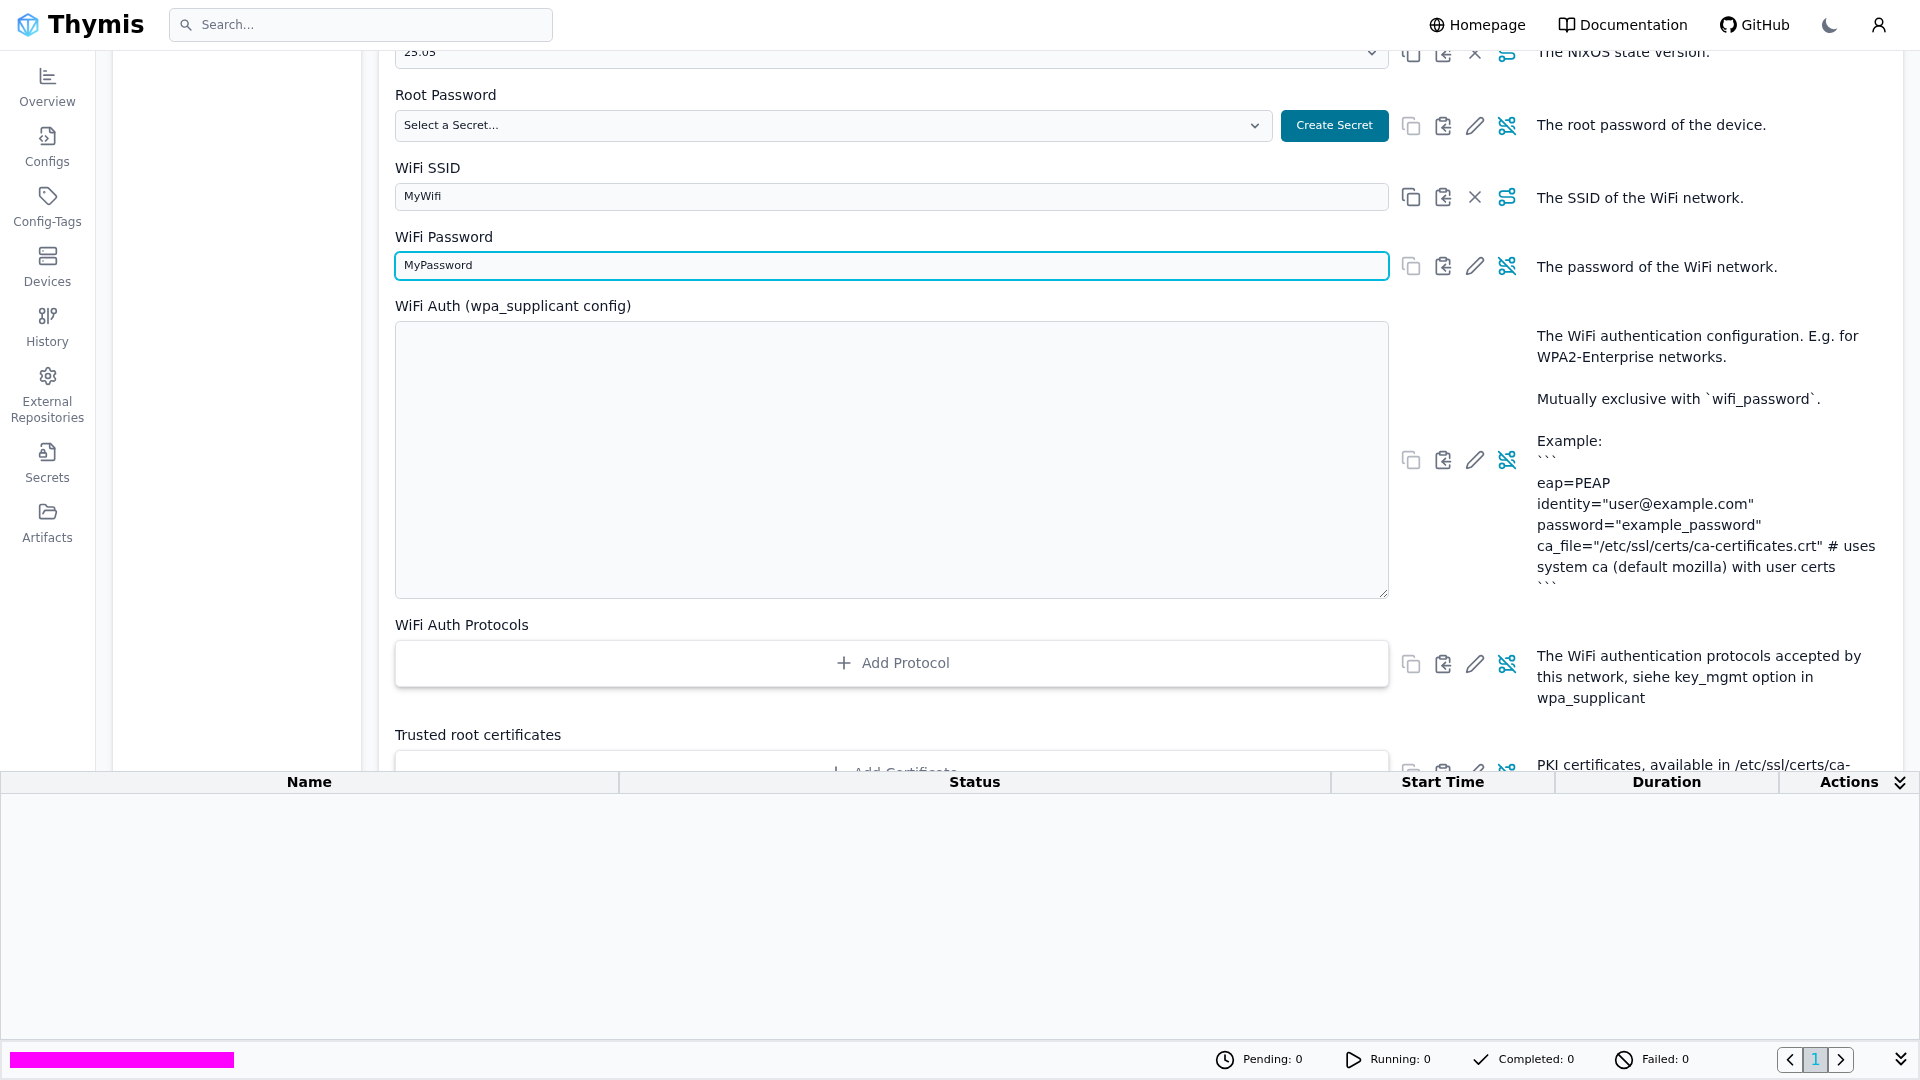 Thymis
Search...
Homepage
Documentation
GitHub
Overview
Configs
Config-Tags
Devices
History
External
Repositories
Secrets
Artifacts
25.05
The NixOS state version.
Root Password
Select a Secret...
Create Secret
The root password of the device.
WiFi SSID
MyWifi
The SSID of the WiFi network.
WiFi Password
MyPassword
The password of the WiFi network.
WiFi Auth (wpa_supplicant config)
The WiFi authentication configuration. E.g. for
WPA2-Enterprise networks.
Mutually exclusive with `wifi_password`.
Example:
```
eap=PEAP
identity="user@example.com"
password="example_password"
ca_file="/etc/ssl/certs/ca-certificates.crt" # uses
system ca (default mozilla) with user certs
```
WiFi Auth Protocols
Add Protocol
The WiFi authentication protocols accepted by
this network, siehe key_mgmt option in
wpa_supplicant
Trusted root certificates
Add Certificate
PKI certificates, available in /etc/ssl/certs/ca-
Name
Status
Start Time
Duration
Actions
Pending: 0
Running: 0
Completed: 0
Failed: 0
1